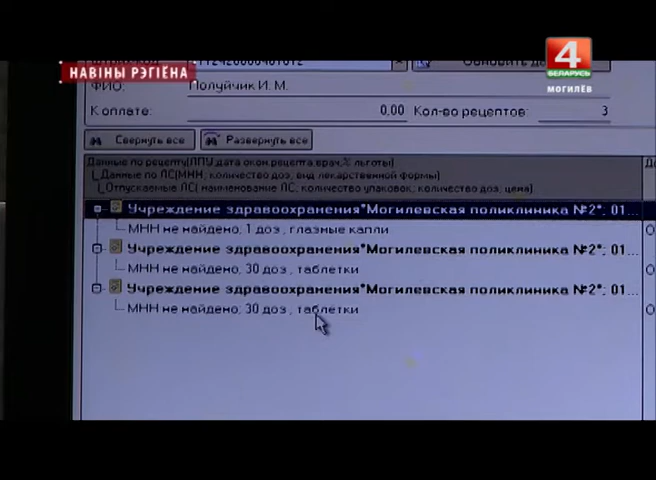 НАВІНЫ РЭГІЁНА
4
БЕЛАРУСЬ
МОГИЛЁВ
ФИО: Полуйчик И. М.
К оплате: 0,00 Кол-во рецептов: 3
Свернуть все Развернуть все
Данные по рецепту(ЛПУ,дата окон.рецепта,врач,% льготы)
Данные по ЛС(МНН, количество доз, вид лекарственной формы)
Отпускаемые ЛС( наименование ЛС, количество упаковок, количество доз, цена)
Учреждение здравоохранения"Могилевская поликлиника №2"; 01...
МНН не найдено; 1 доз , глазные капли
Учреждение здравоохранения"Могилевская поликлиника №2"; 01...
МНН не найдено; 30 доз , таблетки
Учреждение здравоохранения"Могилевская поликлиника №2"; 01...
МНН не найдено; 30 доз , таблетки